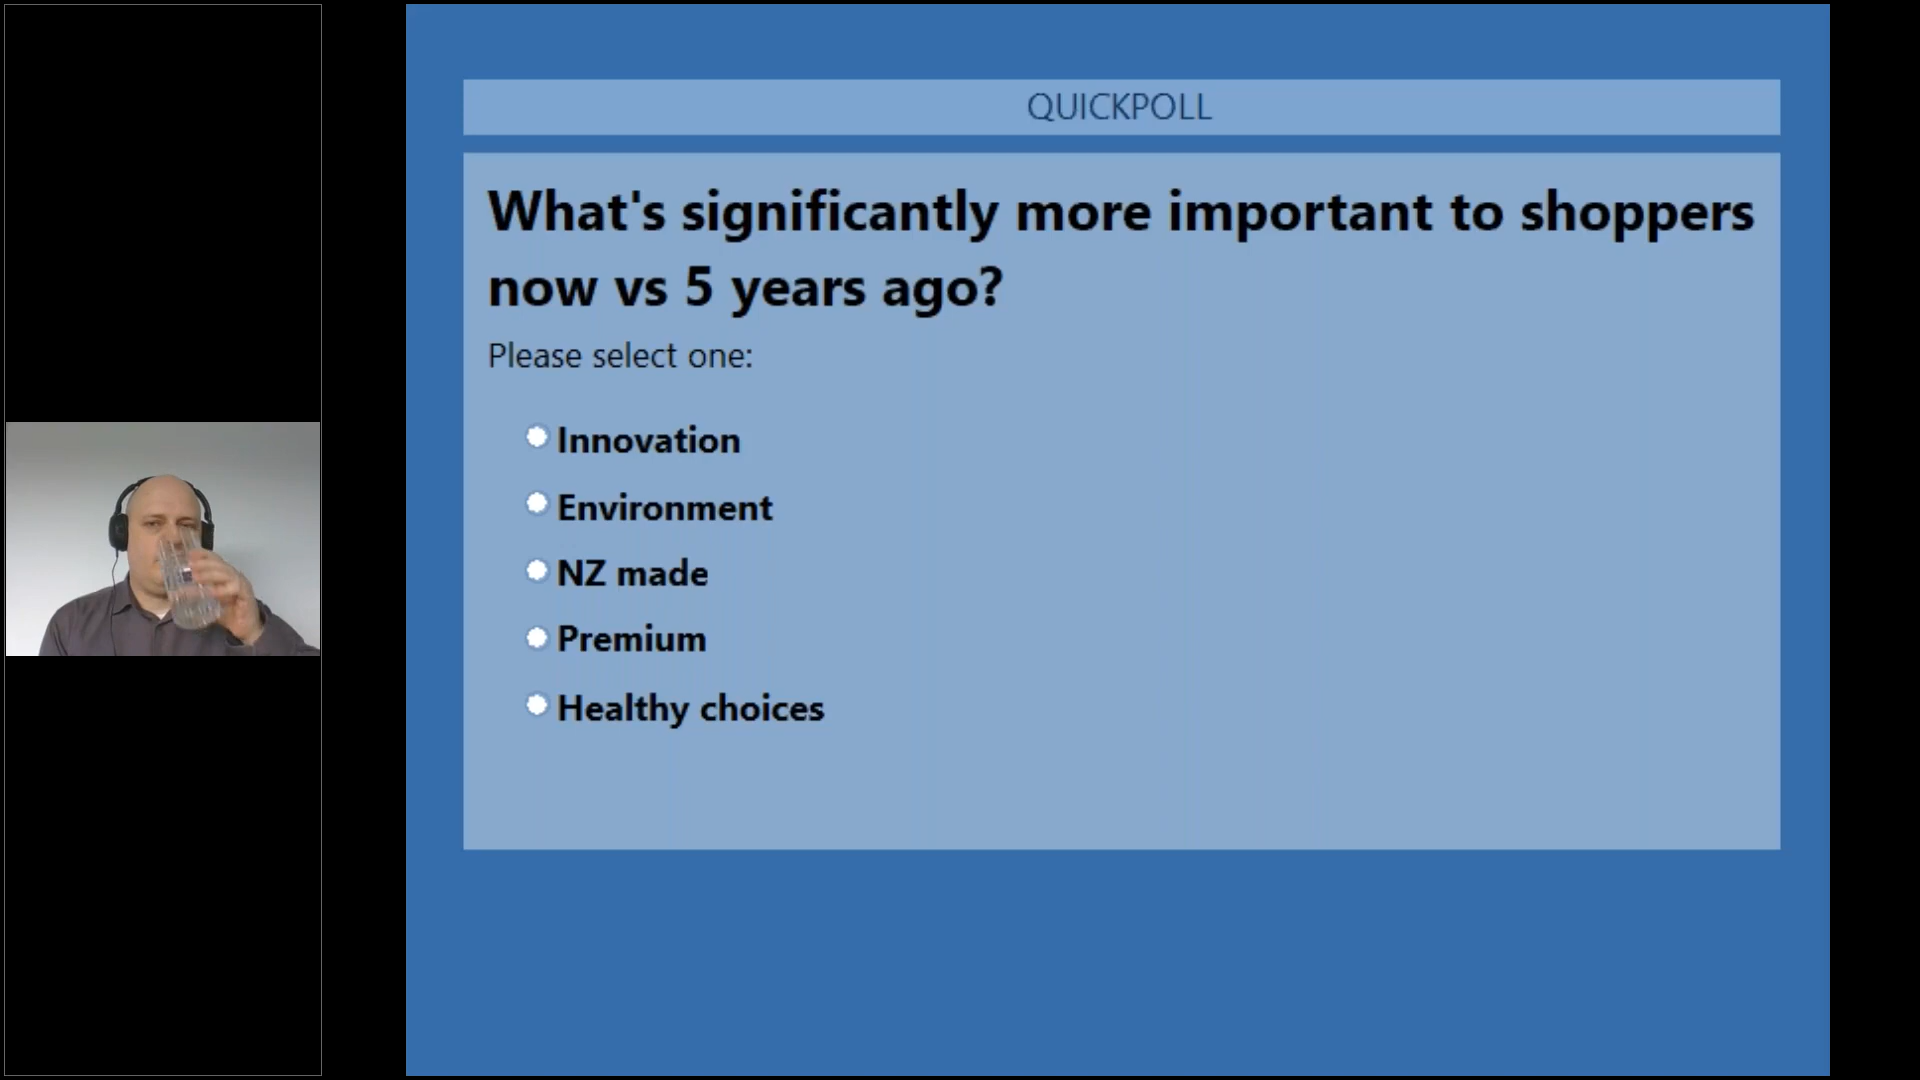 QUICKPOLL
What's significantly more important to shoppers
now vs 5 years ago?
Please select one:
Innovation
Environment
NZ made
Premium
Healthy choices